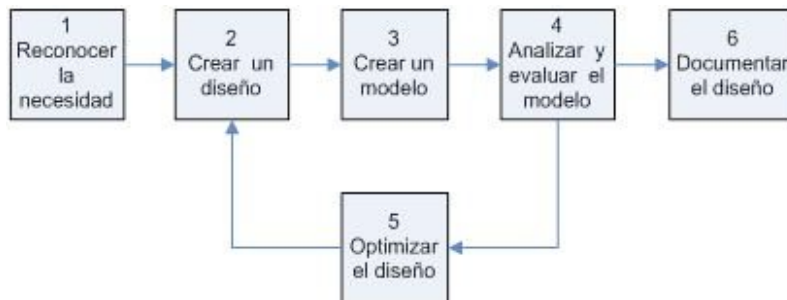 1
Reconocer
la
necesidad
2
Crear un
diseño
3
Crear un
modelo
4
Analizar y
evaluar el
modelo
6
Documentar
el diseño
5
Optimizar
el diseño